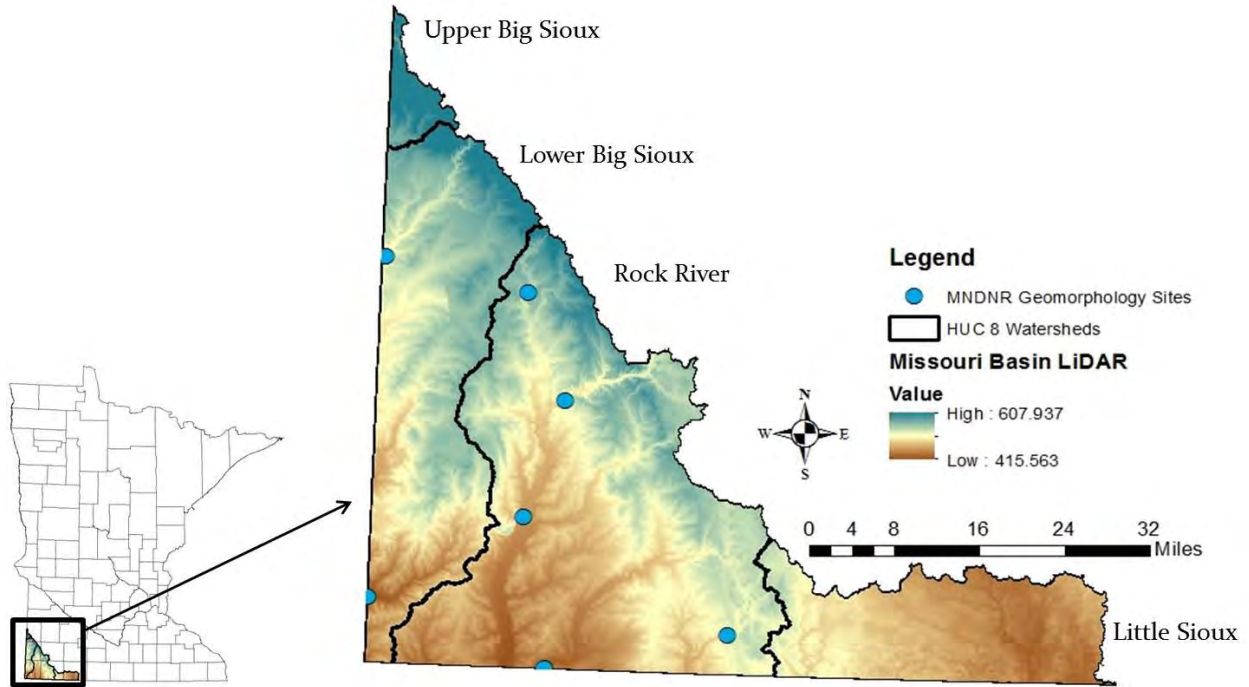 Upper Big Sioux
Lower Big Sioux
Rock River
Legend
MNDNR Geomorphology Sites
HUC 8 Watersheds
Missouri Basin LiDAR
Value
High : 607.937
Low : 415.563
N
W E
S
0 4 8 16 24 32
Miles
Little Sioux